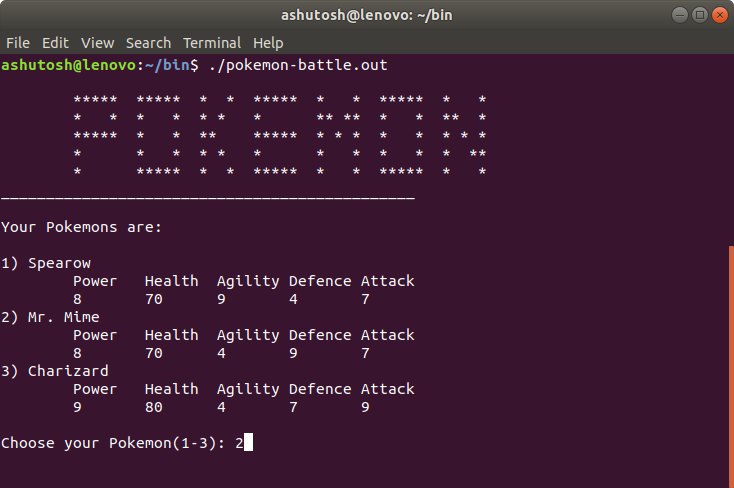 ashutosh@lenovo: ~/bin
File Edit View Search Terminal Help
ashutosh@lenovo:~/bin$ ./pokemon-battle.out
        *****  *****  *  *  *****  *   *  *****  *   *
        *   *  *   *  * *   *      ** **  *   *  **  *
        *****  *   *  **    *****  * * *  *   *  * * *
        *      *   *  * *   *      *   *  *   *  *  **
        *      *****  *  *  *****  *   *  *****  *   *
______________________________________________
Your Pokemons are:
1) Spearow
        Power   Health  Agility Defence Attack
        8       70      9       4       7
2) Mr. Mime
        Power   Health  Agility Defence Attack
        8       70      4       9       7
3) Charizard
        Power   Health  Agility Defence Attack
        9       80      4       7       9
Choose your Pokemon(1-3): 2